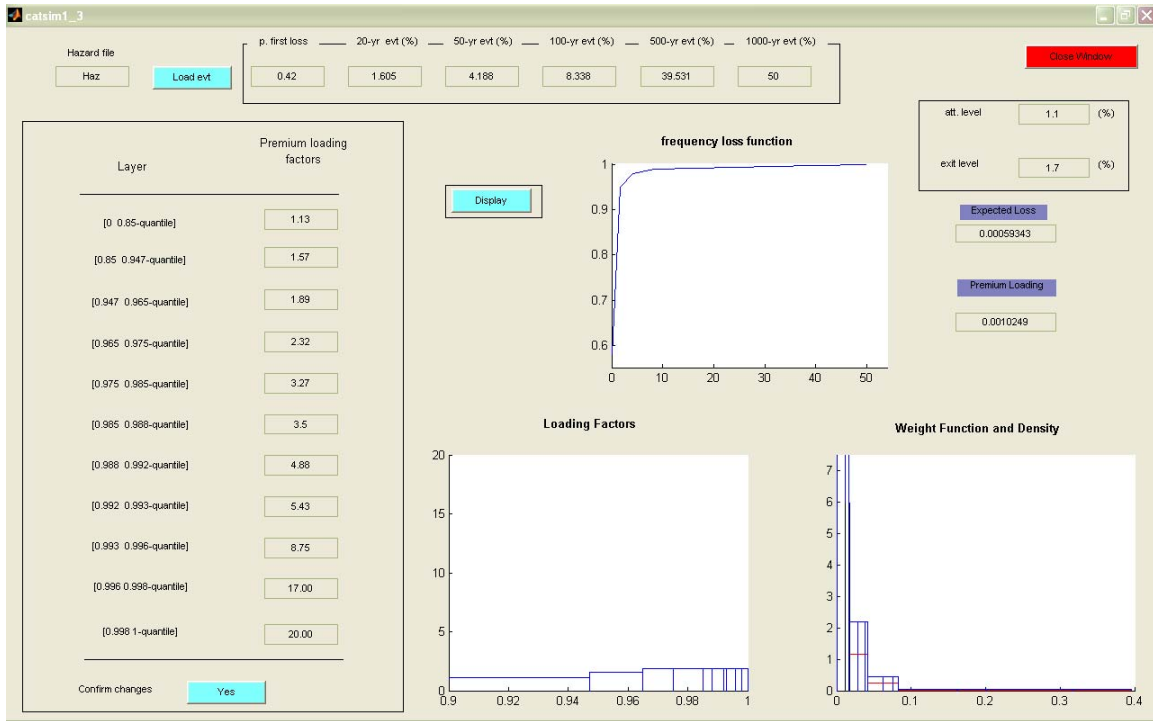 catsim1_3
Hazard file
Haz
Load evt
p. first loss 20-yr evt (%) 50-yr evt (%) 100-yr evt (%) 500-yr evt (%) 1000-yr evt (%)
0.42 1.605 4.188 8.338 39.531 50
Close Window
att. level 1.1 (%)
exit level 1.7 (%)
Expected Loss
0.00059343
Premium Loading
0.0010249
Layer Premium loading
factors
[0 0.85-quantile] 1.13
[0.85 0.947-quantile] 1.57
[0.947 0.965-quantile] 1.89
[0.965 0.975-quantile] 2.32
[0.975 0.985-quantile] 3.27
[0.985 0.988-quantile] 3.5
[0.988 0.992-quantile] 4.88
[0.992 0.993-quantile] 5.43
[0.993 0.996-quantile] 8.75
[0.996 0.998-quantile] 17.00
[0.998 1-quantile] 20.00
Confirm changes Yes
Display
frequency loss function
1
0.9
0.8
0.7
0.6
0 10 20 30 40 50
Loading Factors
20
15
10
5
0
0.9 0.92 0.94 0.96 0.98 1
Weight Function and Density
7
6
5
4
3
2
1
0
0 0.1 0.2 0.3 0.4